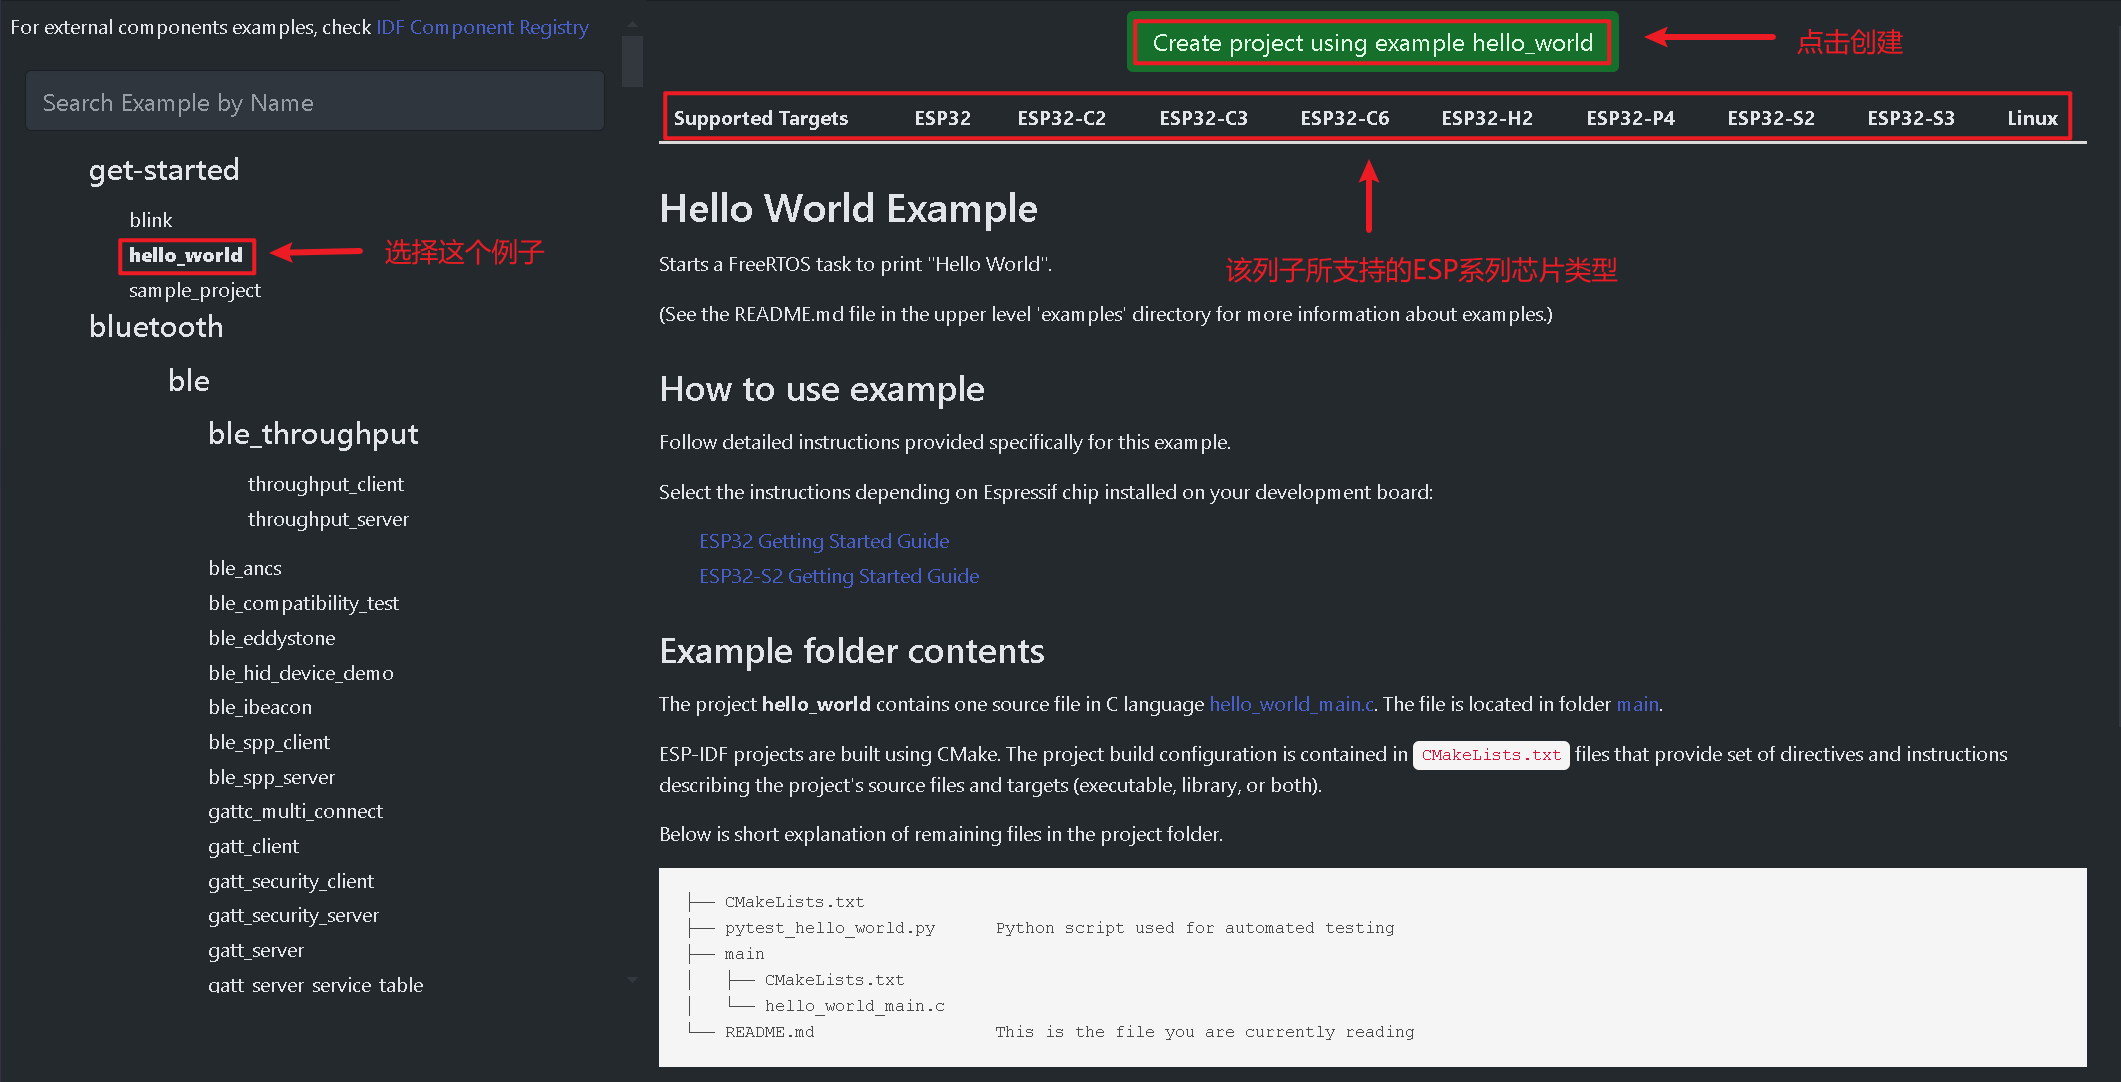 For external components examples, check IDF Component Registry
Search Example by Name
get-started
blink
hello_world
选择这个例子
sample_project
bluetooth
ble
ble_throughput
throughput_client
throughput_server
ble_ancs
ble_compatibility_test
ble_eddystone
ble_hid_device_demo
ble_ibeacon
ble_spp_client
ble_spp_server
gattc_multi_connect
gatt_client
gatt_security_client
gatt_security_server
gatt_server
gatt_server_service_table
Create project using example hello_world
点击创建
Supported Targets ESP32 ESP32-C2 ESP32-C3 ESP32-C6 ESP32-H2 ESP32-P4 ESP32-S2 ESP32-S3 Linux
该列子所支持的ESP系列芯片类型
Hello World Example
Starts a FreeRTOS task to print "Hello World".
(See the README.md file in the upper level 'examples' directory for more information about examples.)
How to use example
Follow detailed instructions provided specifically for this example.
Select the instructions depending on Espressif chip installed on your development board:
ESP32 Getting Started Guide
ESP32-S2 Getting Started Guide
Example folder contents
The project hello_world contains one source file in C language hello_world_main.c. The file is located in folder main.
ESP-IDF projects are built using CMake. The project build configuration is contained in CMakeLists.txt files that provide set of directives and instructions
describing the project's source files and targets (executable, library, or both).
Below is short explanation of remaining files in the project folder.
├── CMakeLists.txt
├── pytest_hello_world.py      Python script used for automated testing
├── main
│   ├── CMakeLists.txt
│   └── hello_world_main.c
└── README.md                  This is the file you are currently reading